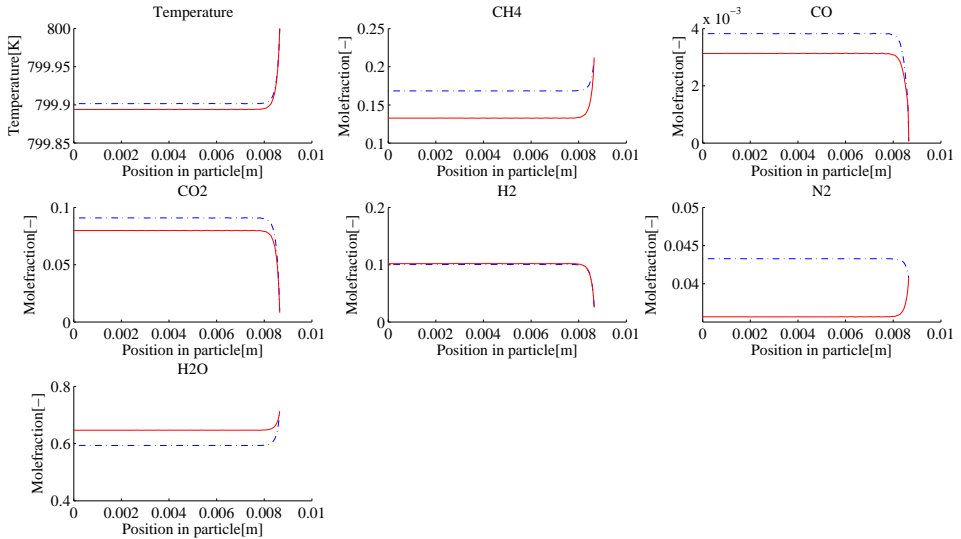 Temperature
800
799.95
799.9
799.85
Temperature[K]
0 0.002 0.004 0.006 0.008 0.01
Position in particle[m]
CH4
0.25
0.2
0.15
0.1
Molefraction[−]
0 0.002 0.004 0.006 0.008 0.01
Position in particle[m]
CO
x 10−3
4
2
0
Molefraction[−]
0 0.002 0.004 0.006 0.008 0.01
Position in particle[m]
CO2
0.1
0.05
0
Molefraction[−]
0 0.002 0.004 0.006 0.008 0.01
Position in particle[m]
H2
0.2
0.1
0
Molefraction[−]
0 0.002 0.004 0.006 0.008 0.01
Position in particle[m]
N2
0.05
0.045
0.04
Molefraction[−]
0 0.002 0.004 0.006 0.008 0.01
Position in particle[m]
H2O
0.8
0.6
0.4
Molefraction[−]
0 0.002 0.004 0.006 0.008 0.01
Position in particle[m]